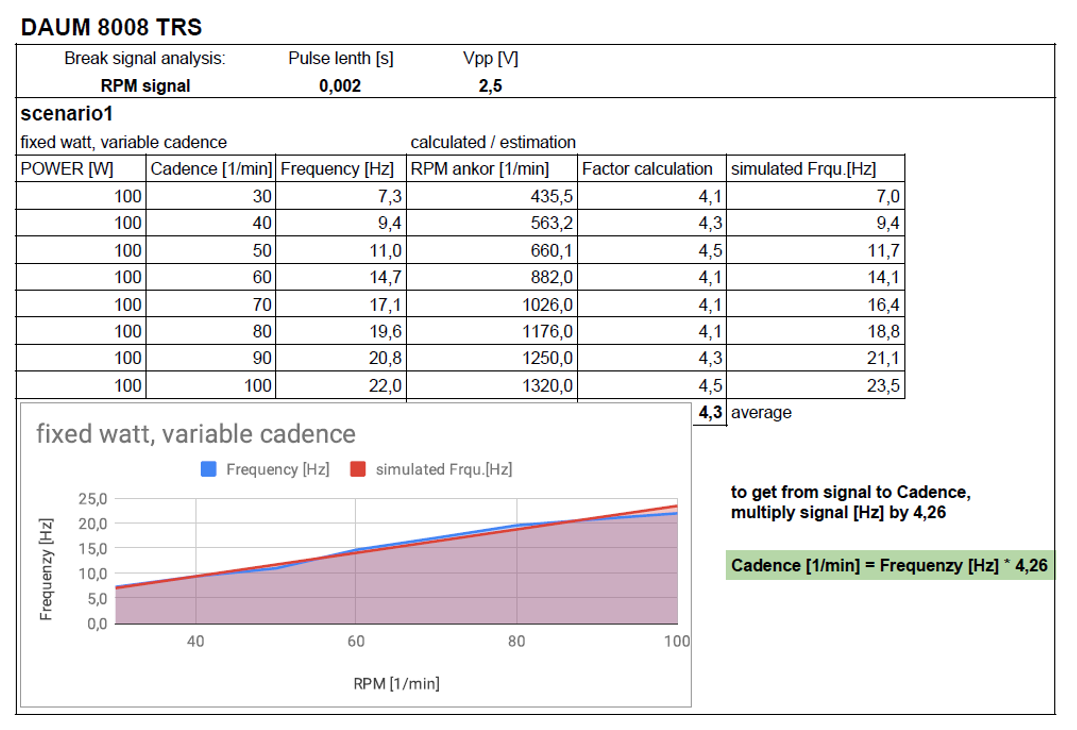 DAUM 8008 TRS
Break signal analysis: Pulse lenth [s] Vpp [V]
RPM signal 0,002 2,5
scenario1
fixed watt, variable cadence calculated / estimation
POWER [W] Cadence [1/min] Frequency [Hz] RPM ankor [1/min] Factor calculation simulated Frqu.[Hz]
100 30 7,3 435,5 4,1 7,0
100 40 9,4 563,2 4,3 9,4
100 50 11,0 660,1 4,5 11,7
100 60 14,7 882,0 4,1 14,1
100 70 17,1 1026,0 4,1 16,4
100 80 19,6 1176,0 4,1 18,8
100 90 20,8 1250,0 4,3 21,1
100 100 22,0 1320,0 4,5 23,5
4,3 average
fixed watt, variable cadence
Frequency [Hz] simulated Frqu.[Hz]
25,0
20,0
15,0
10,0
5,0
0,0
Frequenzy [Hz]
40 60 80 100
RPM [1/min]
to get from signal to Cadence,
multiply signal [Hz] by 4,26
Cadence [1/min] = Frequenzy [Hz] * 4,26